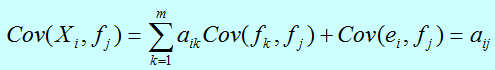 $Cov(X_i, f_j) = \sum_{k=1}^{m} a_{ik} Cov(f_k, f_j) + Cov(e_i, f_j) = a_{ij}$